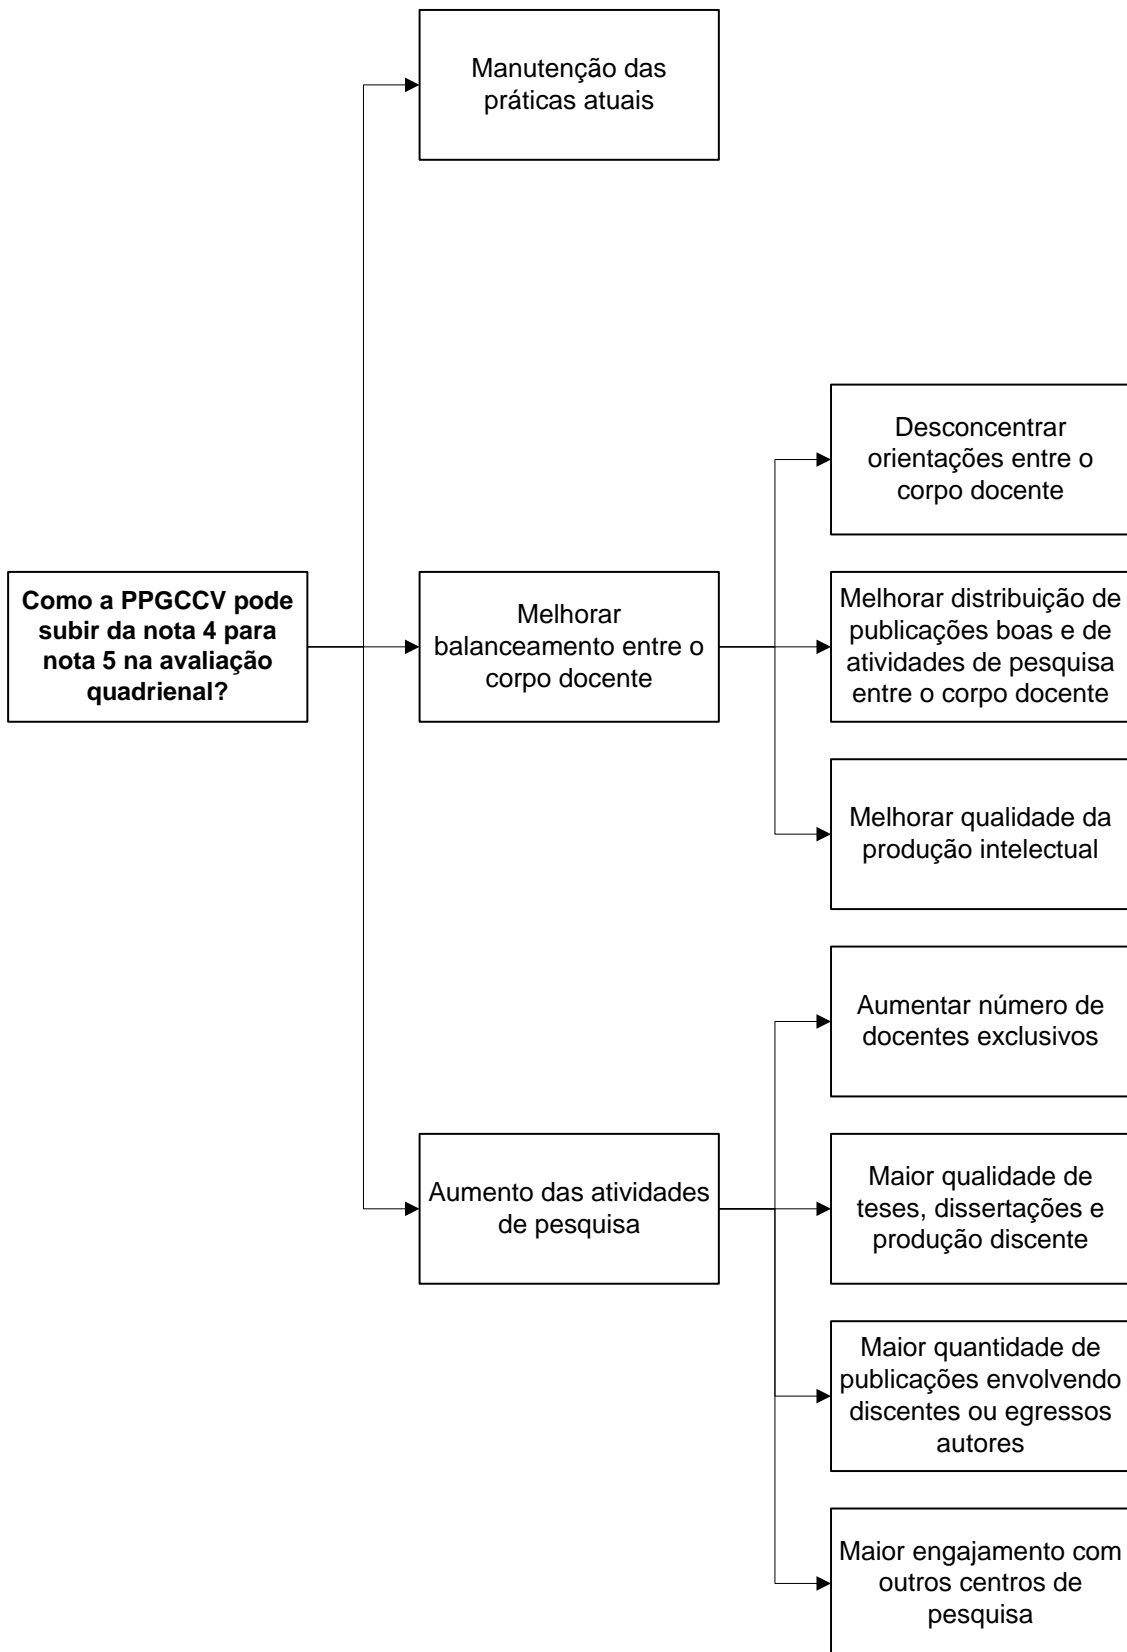 Manutenção das
práticas atuais
Desconcentrar
orientações entre o
corpo docente
Como a PPGCCV pode
subir da nota 4 para
nota 5 na avaliação
quadrienal?
Melhorar
balanceamento entre o
corpo docente
Melhorar distribuição de
publicações boas e de
atividades de pesquisa
entre o corpo docente
Melhorar qualidade da
produção intelectual
Aumentar número de
docentes exclusivos
Aumento das atividades
de pesquisa
Maior qualidade de
teses, dissertações e
produção discente
Maior quantidade de
publicações envolvendo
discentes ou egressos
autores
Maior engajamento com
outros centros de
pesquisa